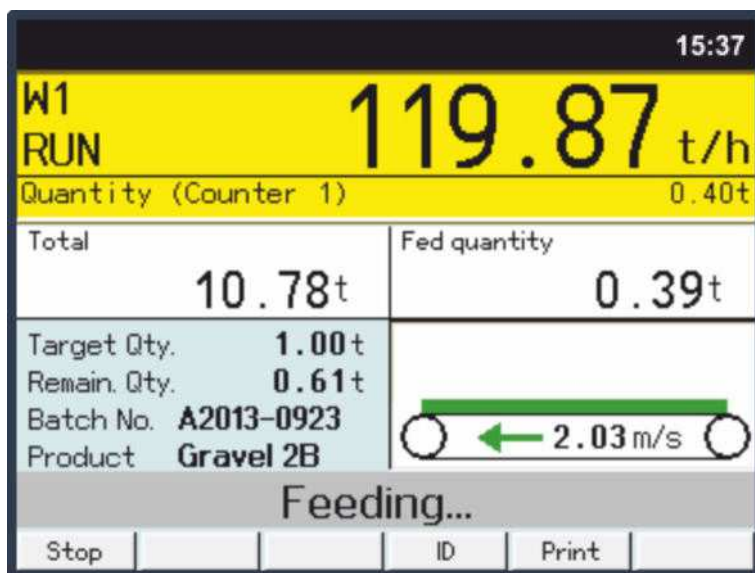 15:37
W1
RUN
119.87 t/h
Quantity (Counter 1) 0.40t
Total
10.78t
Fed quantity
0.39t
Target Qty. 1.00t
Remain. Qty. 0.61t
Batch No. A2013-0923
Product Gravel 2B
2.03 m/s
Feeding...
Stop ID Print